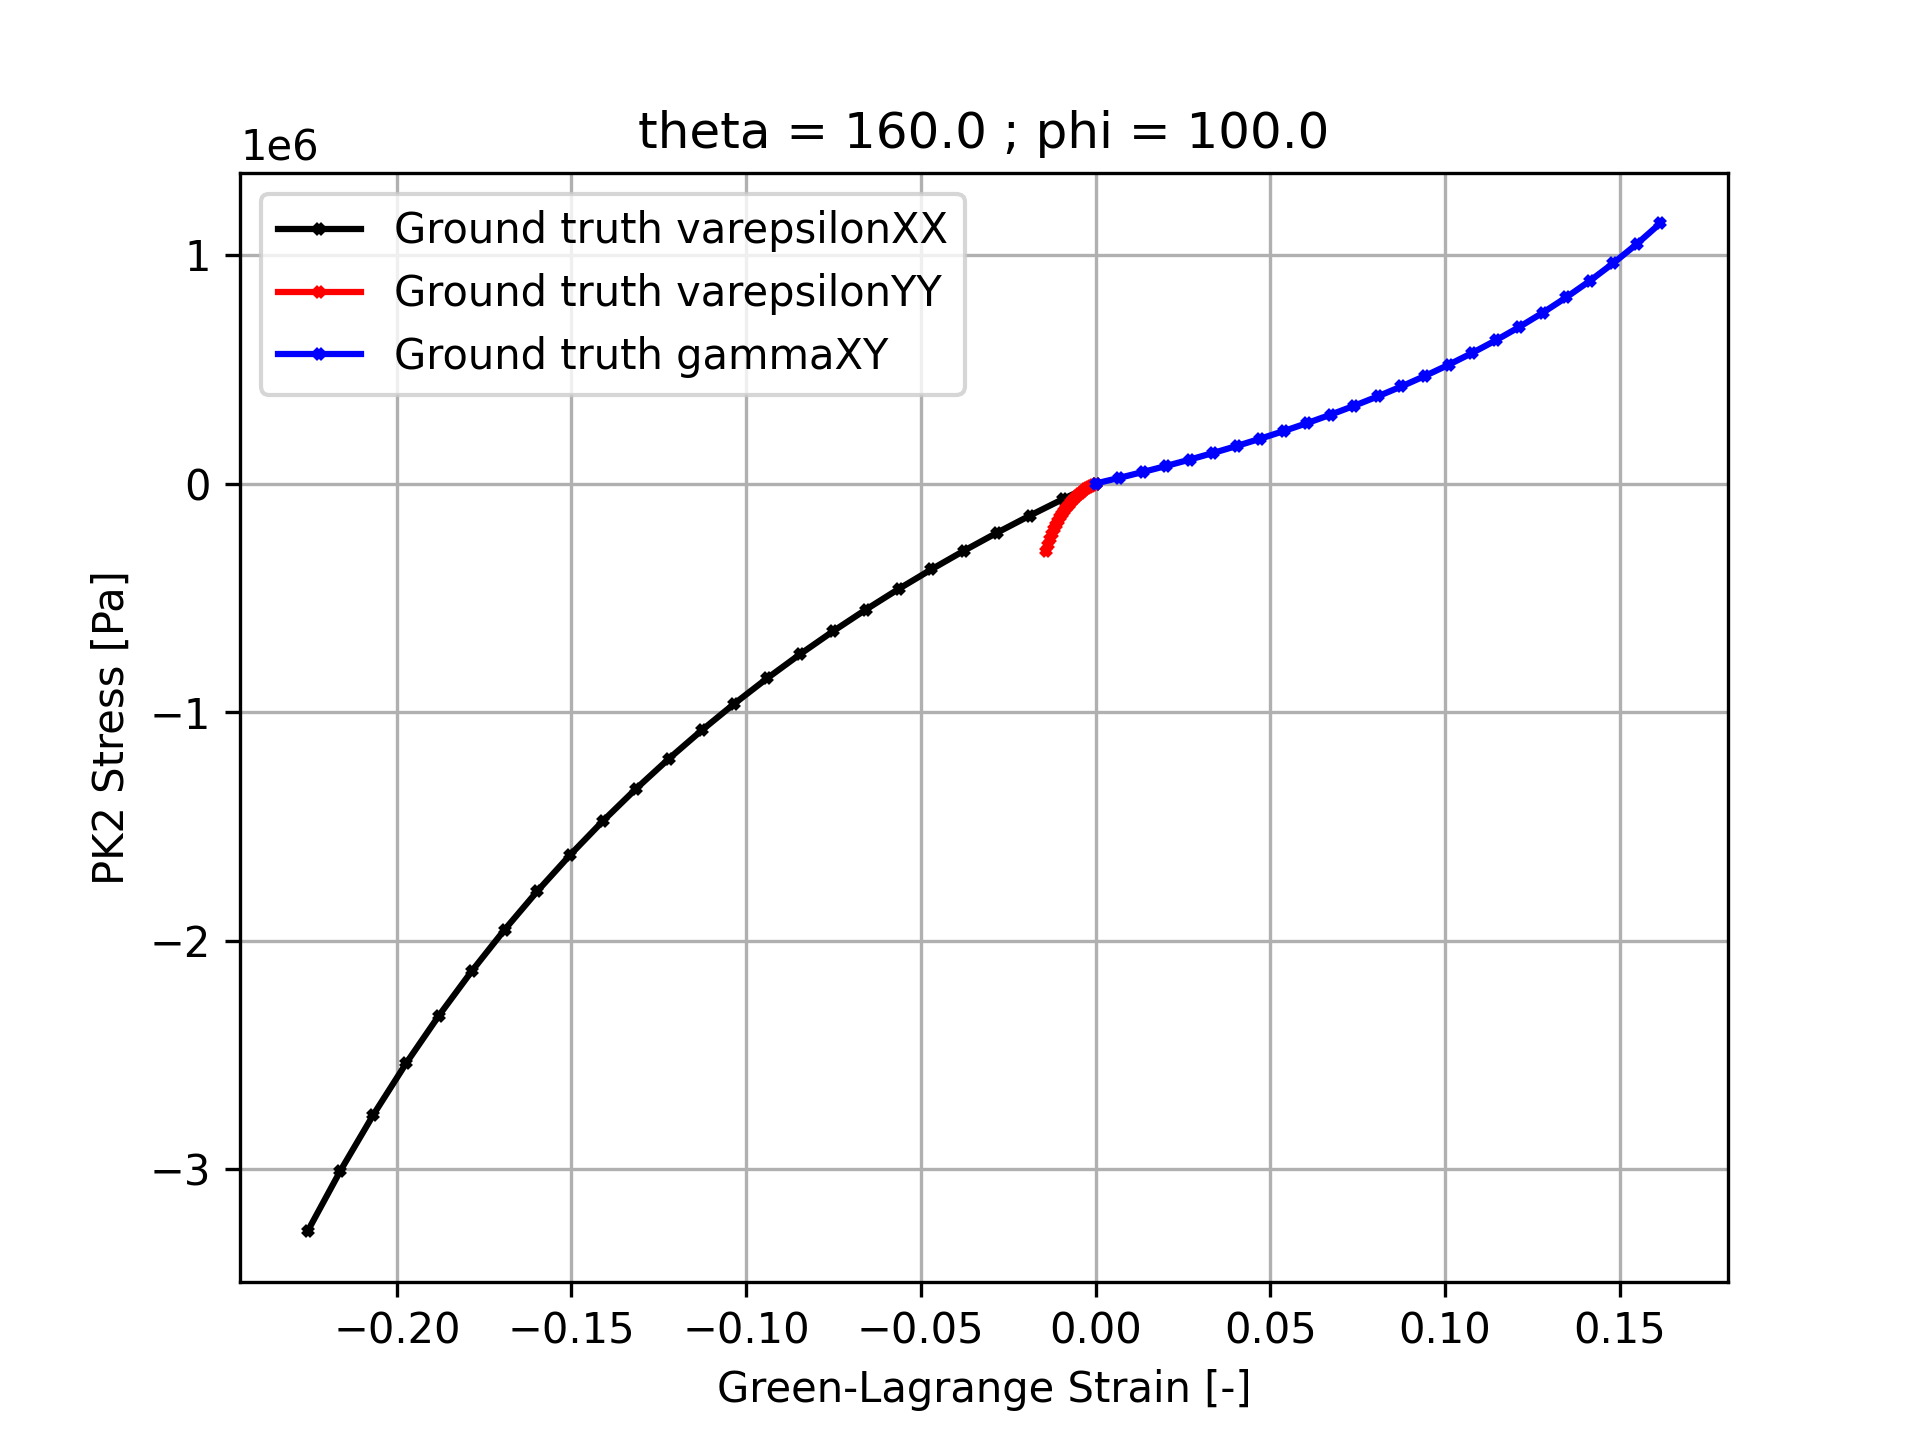 theta = 160.0 ; phi = 100.0
1e6
Ground truth varepsilonXX
Ground truth varepsilonYY
Ground truth gammaXY
1
0
−1
−2
−3
PK2 Stress [Pa]
−0.20 −0.15 −0.10 −0.05 0.00 0.05 0.10 0.15
Green-Lagrange Strain [-]